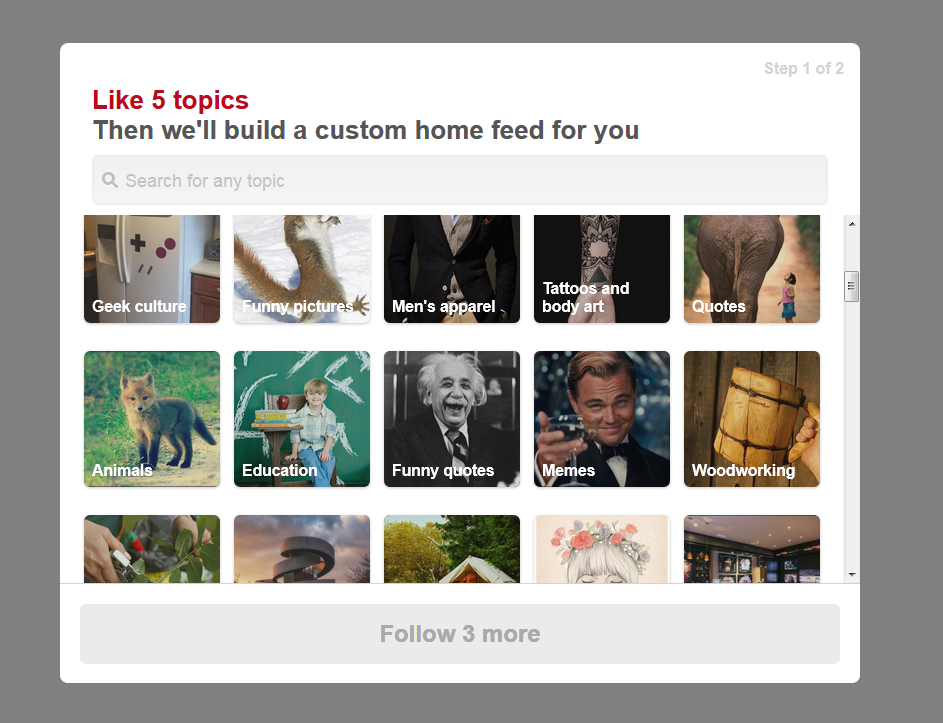 Step 1 of 2
Like 5 topics
Then we'll build a custom home feed for you
Search for any topic
Geek culture
Funny pictures
Men's apparel
Tattoos and
body art
Quotes
Animals
Education
Funny quotes
Memes
Woodworking
Follow 3 more